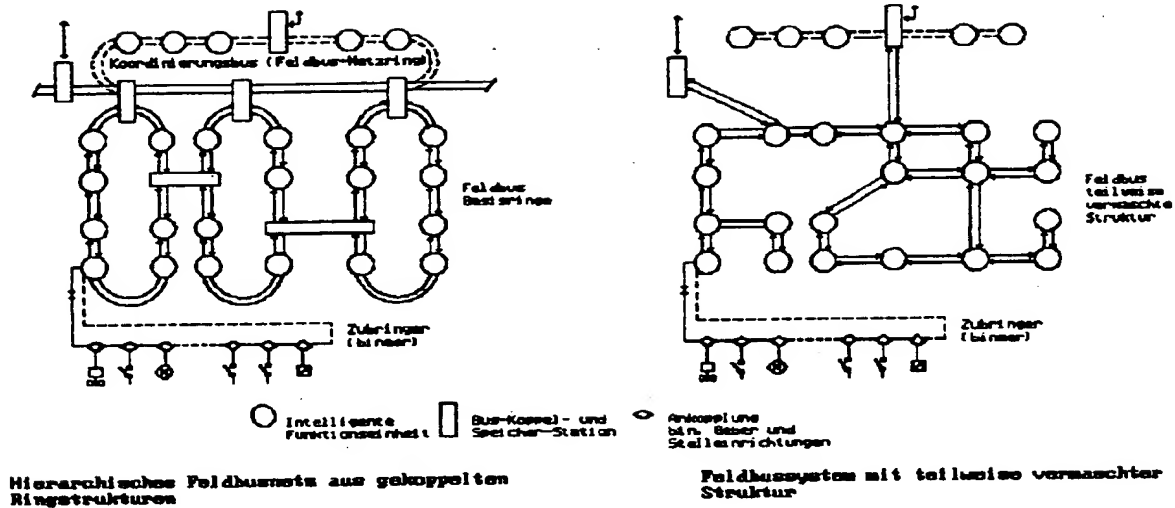 Koordinierungsbus (Feldbus-Netzring)
Feldbus
Basisringe
Zubringer
(binaer)
Feldbus
teilweise
vermaschte
Struktur
Zubringer
(binaer)
Intelligente
Funktionseinheit
Bus-Koppel- und
Speicher-Station
Ankopplung
bin. Geber und
Stelleinrichtungen
Hierarchisches Feldbusnetz aus gekoppelten
Ringstrukturen
Feldbussystem mit teilweise vermaschter
Struktur